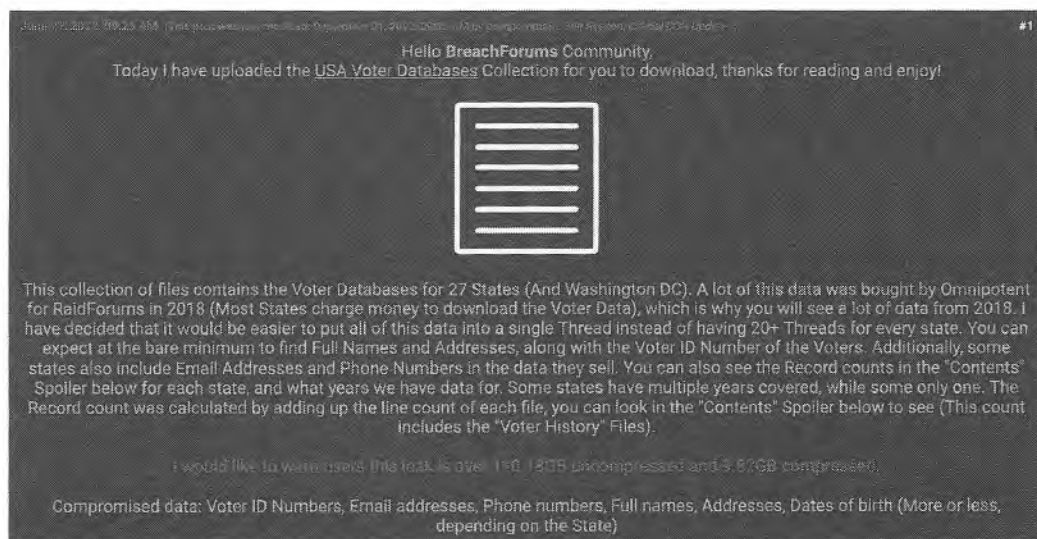 #1
Hello BreachForums Community,
Today I have uploaded the USA Voter Databases Collection for you to download, thanks for reading and enjoy!
This collection of files contains the Voter Databases for 27 States (And Washington DC). A lot of this data was bought by Omnipotent
for RaidForums in 2018 (Most States charge money to download the Voter Data), which is why you will see a lot of data from 2018. I
have decided that it would be easier to put all of this data into a single Thread instead of having 20+ Threads for every state. You can
expect at the bare minimum to find Full Names and Addresses, along with the Voter ID Number of the Voters. Additionally, some
states also include Email Addresses and Phone Numbers in the data they sell. You can also see the Record counts in the "Contents"
Spoiler below for each state, and what years we have data for. Some states have multiple years covered, while some only one. The
Record count was calculated by adding up the line count of each file, you can look in the "Contents" Spoiler below to see (This count
includes the "Voter History" Files).
I would like to warn users this leak is over uncompressed and compressed.
Compromised data: Voter ID Numbers, Email addresses, Phone numbers, Full names, Addresses, Dates of birth (More or less,
depending on the State)